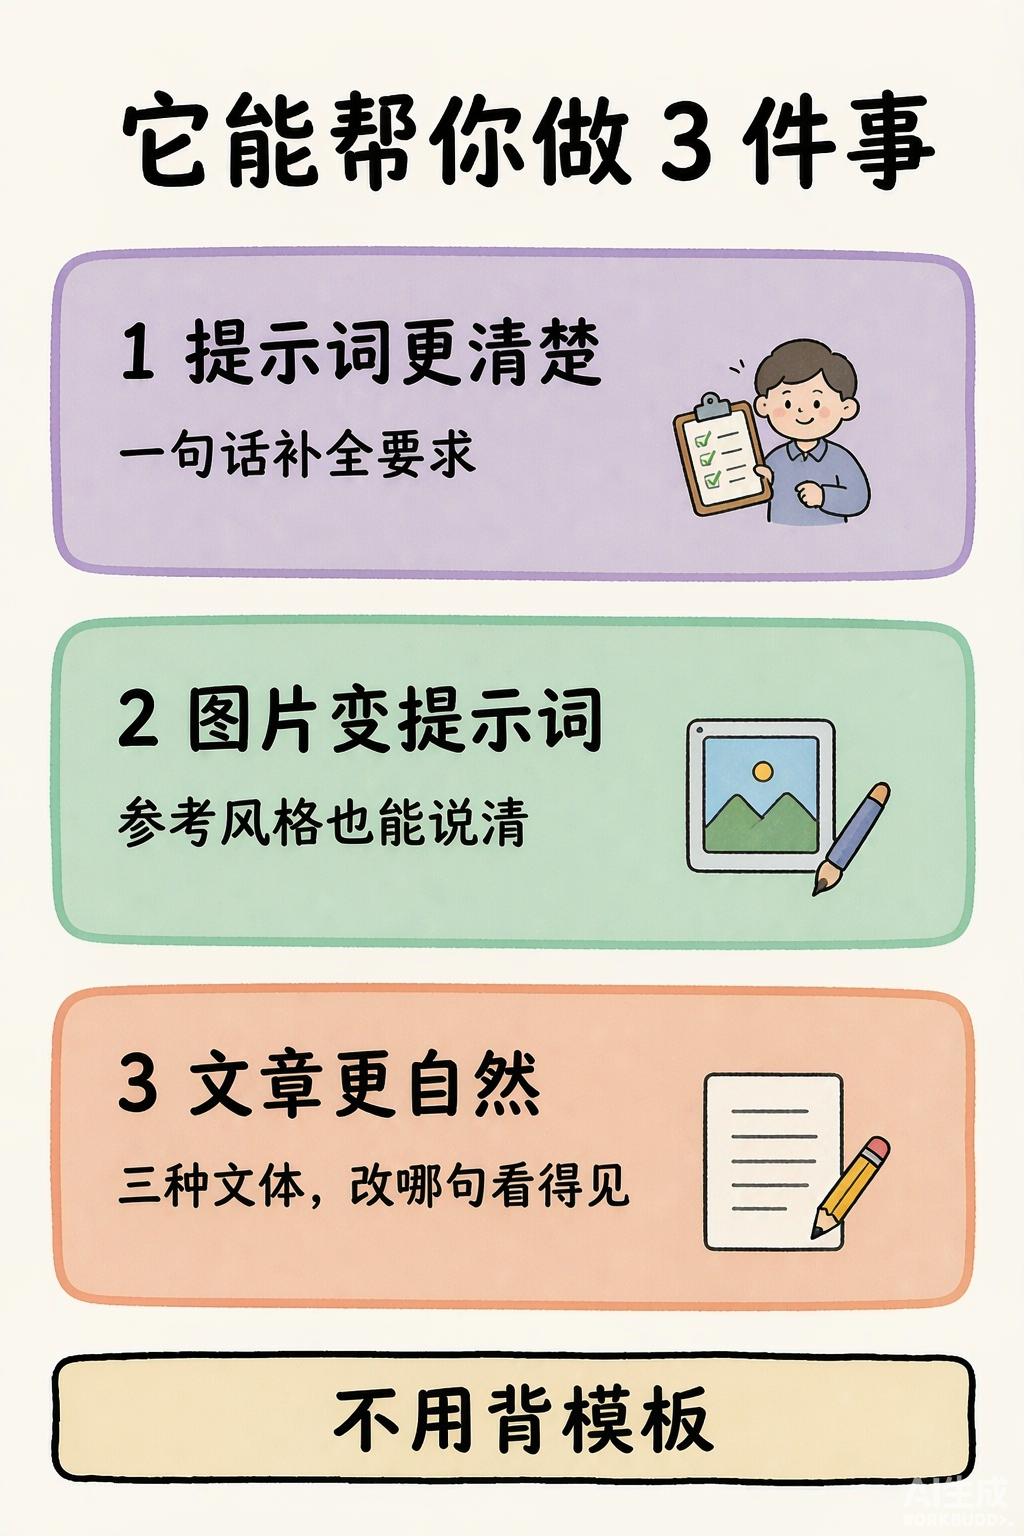 它能帮你做 3 件事
1 提示词更清楚
一句话补全要求
2 图片变提示词
参考风格也能说清
3 文章更自然
三种文体，改哪句看得见
不用背模板
AI生成